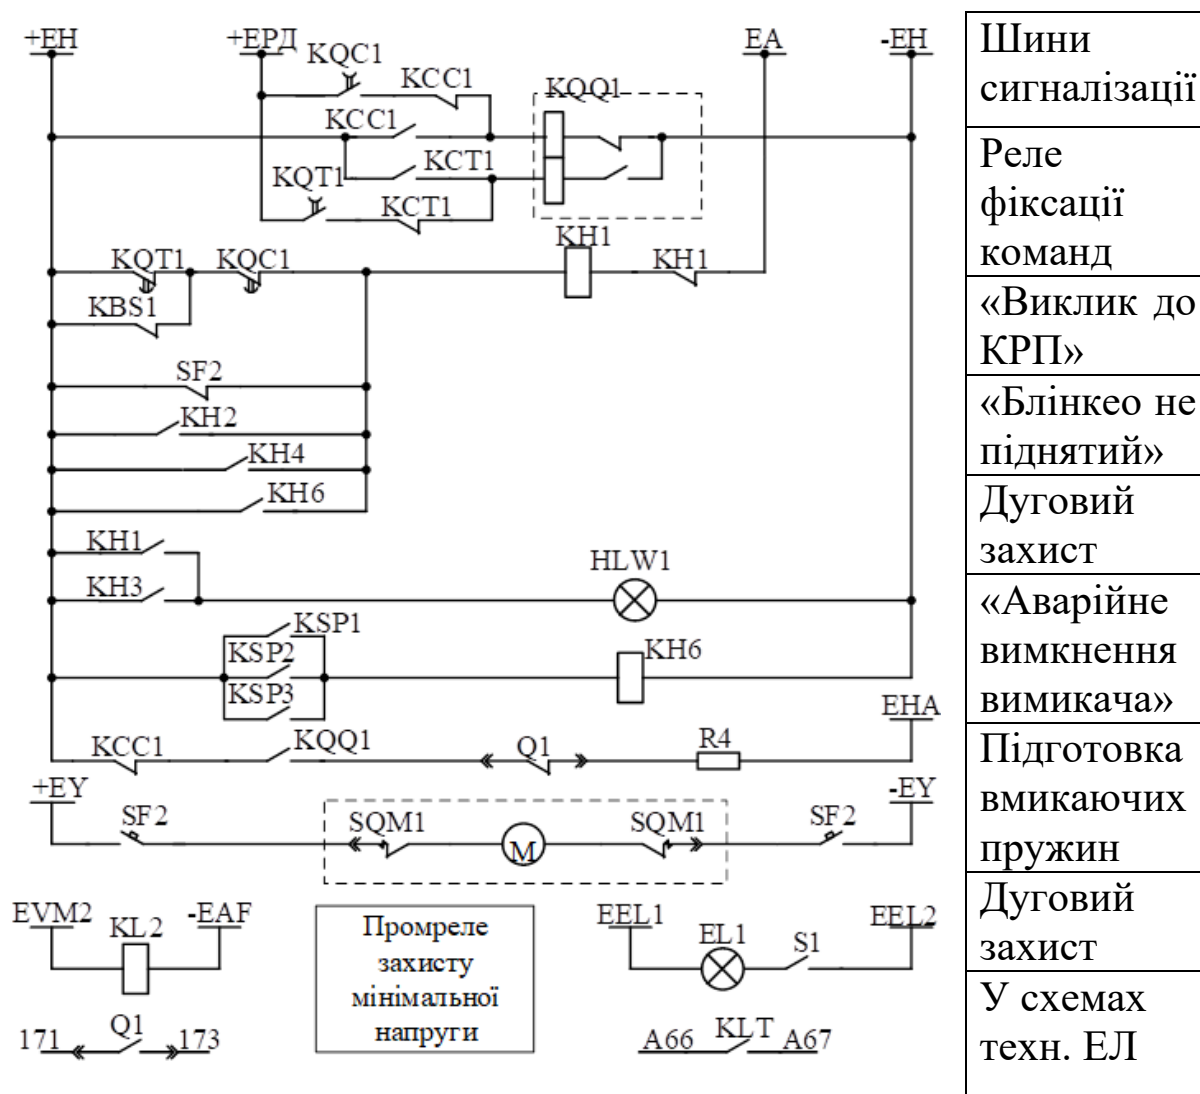 +EH
+ЕРД
EA
-EH
KQC1
KCC1
KQQ1
KCC1
KCT1
KQT1
KCT1
KQT1
KQC1
KH1
KH1
KBS1
SF2
KH2
KH4
KH6
KH1
KH3
HLW1
KSP1
KSP2
KSP3
KH6
EHA
KCC1
KQQ1
Q1
R4
+EY
-EY
SF2
SQM1
M
SQM1
SF2
EVM2
KL2
-EAF
Промреле
захисту
мінімальної
напруги
EEL1
EL1
S1
EEL2
171
Q1
173
A66
KLT
A67
Шини
сигналізації
Реле
фіксації
команд
«Виклик до
КРП»
«Блінкео не
піднятий»
Дуговий
захист
«Аварійне
вимкнення
вимикача»
Підготовка
вмикаючих
пружин
Дуговий
захист
У схемах
техн. ЕЛ